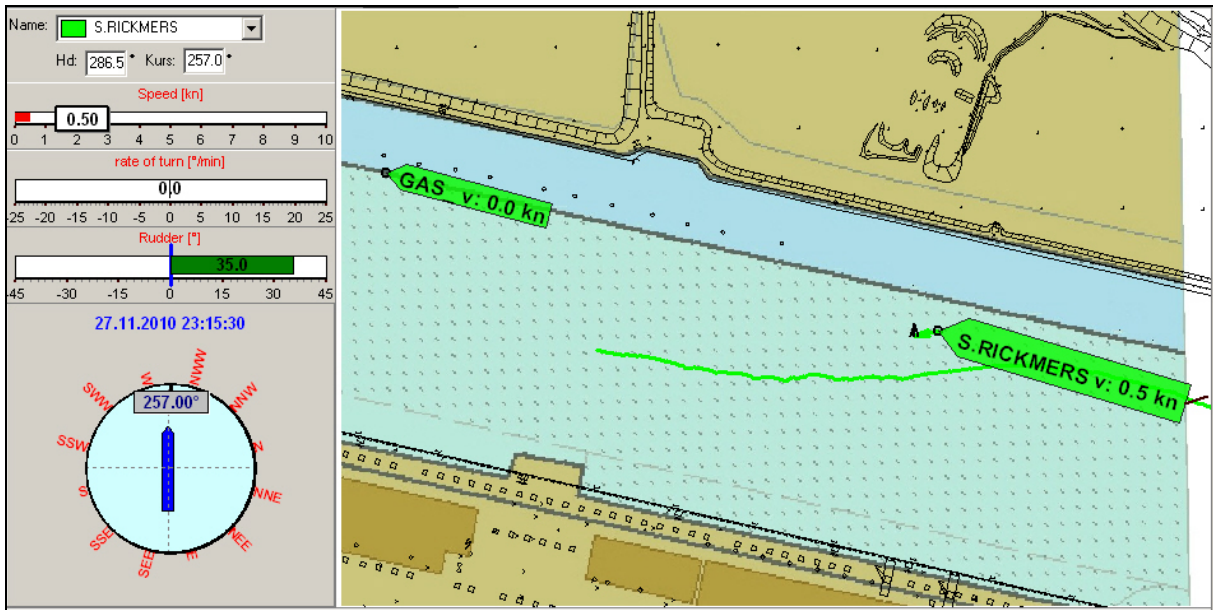 Name: S.RICKMERS
Hd: 286.5 ° Kurs: 257.0 °
Speed [kn]
0.50
0 1 2 3 4 5 6 7 8 9 10
rate of turn [°/min]
0.0
-25 -20 -15 -10 -5 0 5 10 15 20 25
Rudder [°]
35.0
-45 -30 -15 0 15 30 45
27.11.2010 23:15:30
W
NWW
SWW
NNW
257.00°
SSW
N
S
NNE
SSE
NEE
SEE
E
GAS v: 0.0 kn
S.RICKMERS v: 0.5 kn